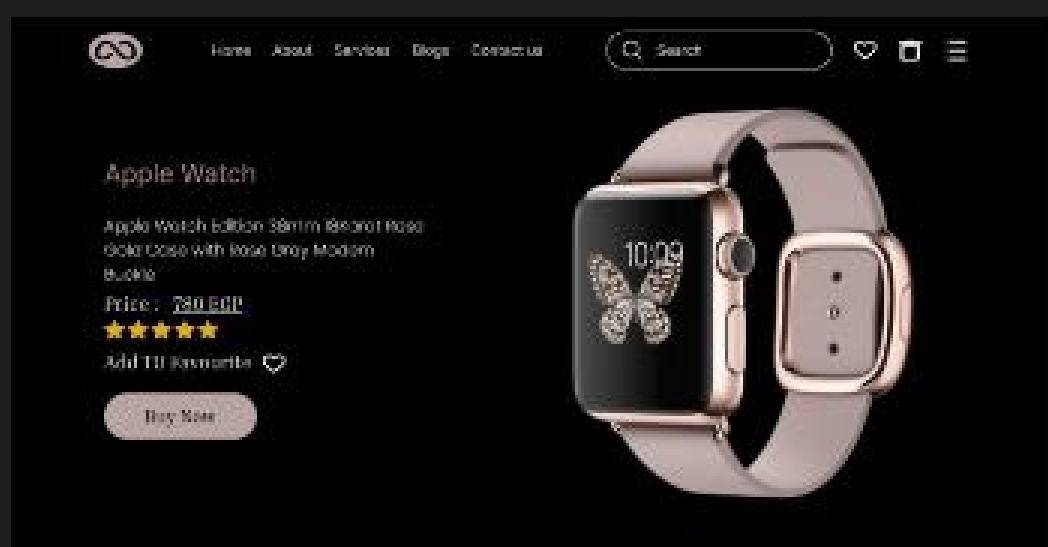 Home About Services Blogs Contact us Search
Apple Watch
Apple Watch Edition 38mm 18karat Rose
Gold Case with Rose Gray Modern
Buckle
10:09
Price : 780 EGP
Add TO Favourite
Buy Now